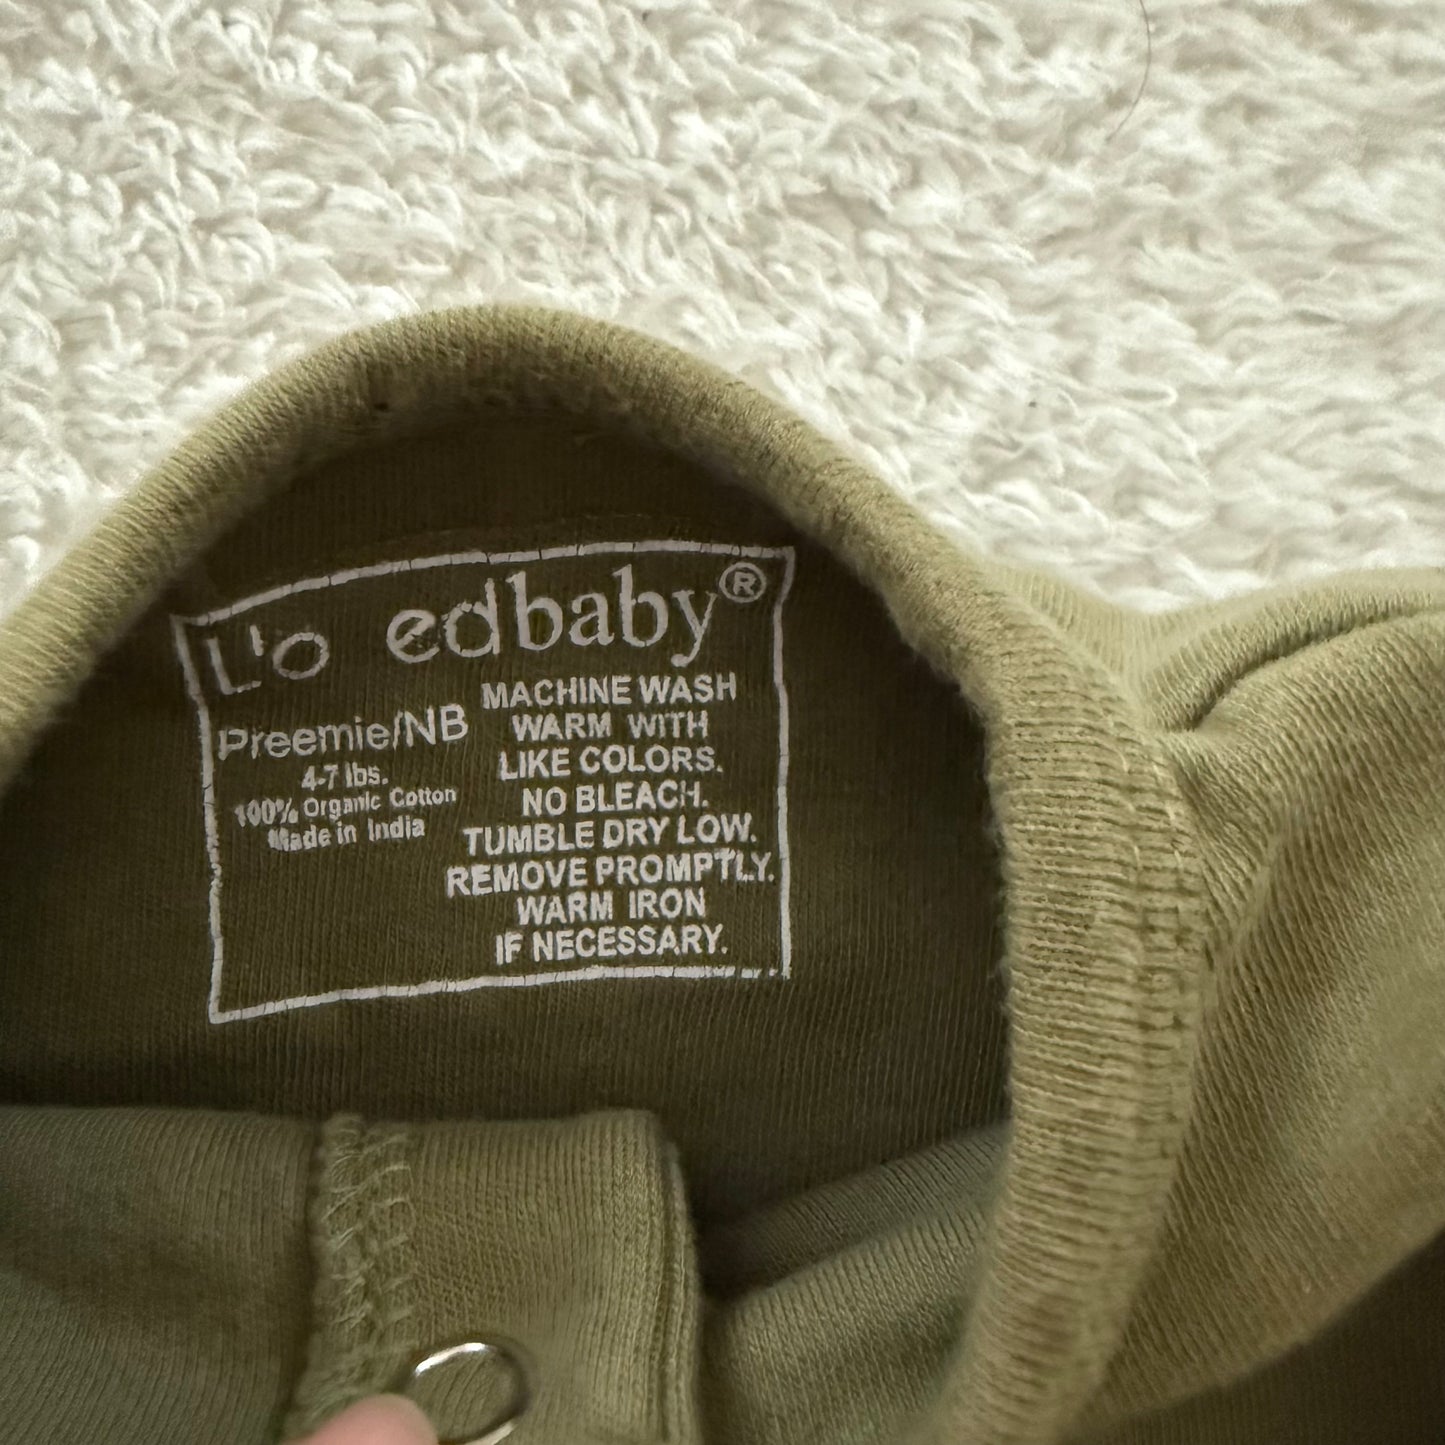 L'o edbaby®
Preemie/NB
4-7 lbs.
100% Organic Cotton
Made in India
MACHINE WASH
WARM WITH
LIKE COLORS.
NO BLEACH.
TUMBLE DRY LOW.
REMOVE PROMPTLY.
WARM IRON
IF NECESSARY.